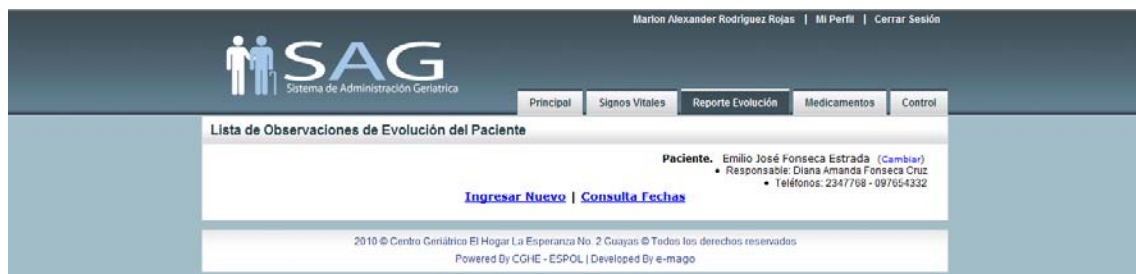 Marlon Alexander Rodríguez Rojas | Mi Perfil | Cerrar Sesión
SAG
Sistema de Administración Geriatrica
Principal Signos Vitales Reporte Evolución Medicamentos Control
Lista de Observaciones de Evolución del Paciente
Paciente. Emilio José Fonseca Estrada (Cambiar)
• Responsable: Diana Amanda Fonseca Cruz
• Teléfonos: 2347768 - 097654332
Ingresar Nuevo | Consulta Fechas
2010 © Centro Geriátrico El Hogar La Esperanza No. 2 Guayas © Todos los derechos reservados
Powered By CGHE - ESPOL | Developed By e-mago